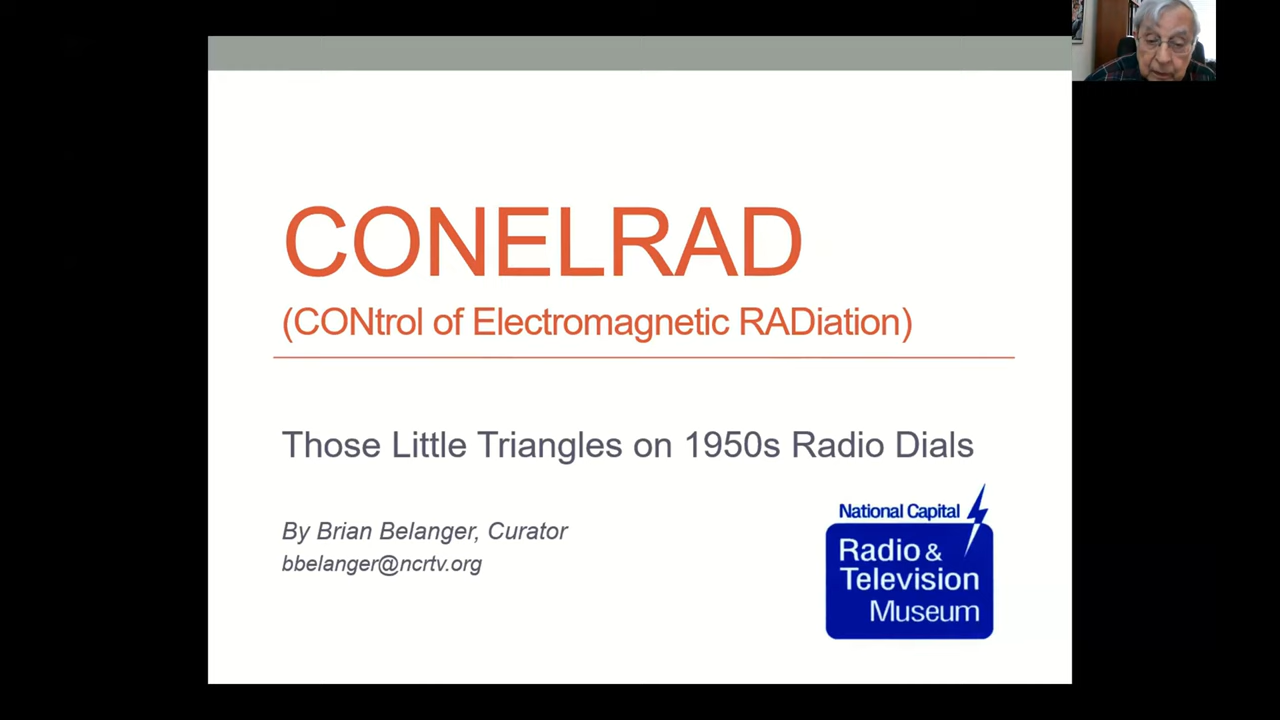 CONELRAD
(CONtrol of Electromagnetic RADiation)
Those Little Triangles on 1950s Radio Dials
By Brian Belanger, Curator
bbelanger@ncrtv.org
National Capital
Radio &
Television
Museum